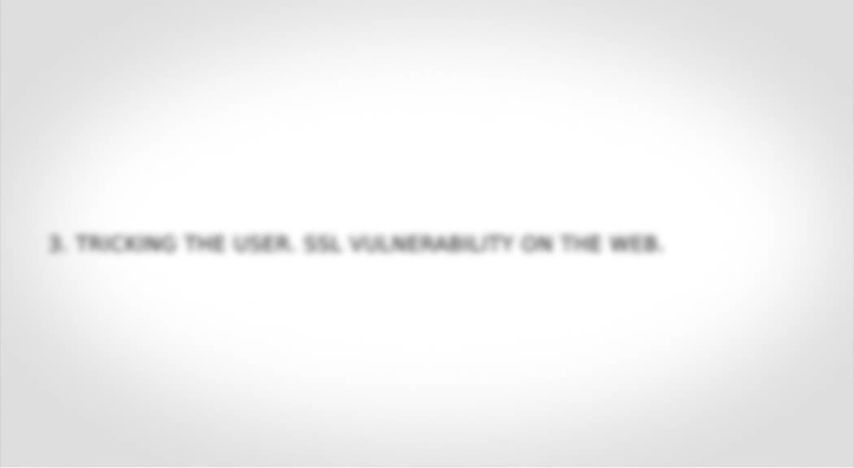 3. TRICKING THE USER. SSL VULNERABILITY ON THE WEB.